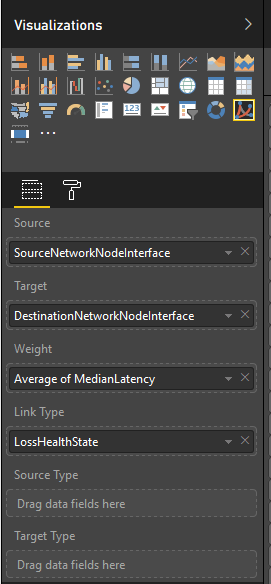 Visualizations
123
Source
SourceNetworkNodeInterface
Target
DestinationNetworkNodeInterface
Weight
Average of MedianLatency
Link Type
LossHealthState
Source Type
Drag data fields here
Target Type
Drag data fields here